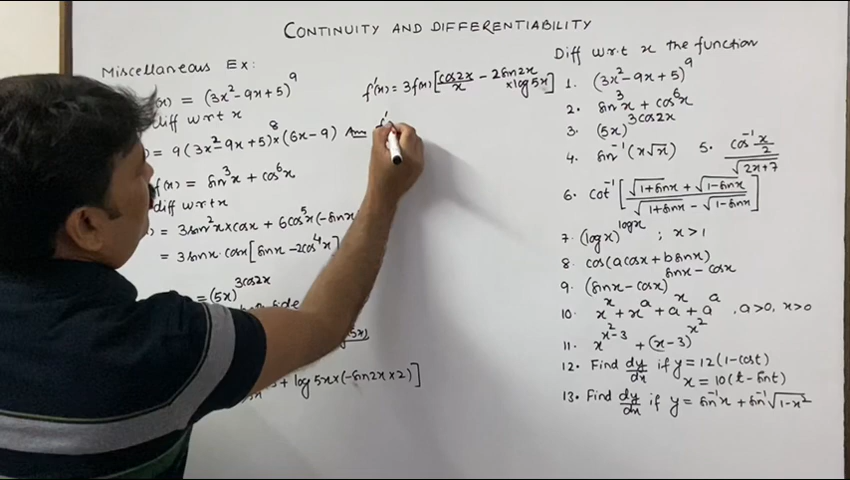 CONTINUITY AND DIFFERENTIABILITY
Miscellaneous Ex:
(x) = (3x²-9x+5)⁹
diff w r t x
= 9(3x²-9x+5)⁸x(6x-9) Ans
f(x) = sin³x + cos⁶x
diff w r t x
) = 3sin²x x cosx + 6cos⁵x(-sinx
= 3sinx. cosx[sinx -2cos⁴x]
= (5x)^3cos2x
side
5x)
+ log5x x(-sin2x x 2)]
f'(x) = 3f(x)[cos2x/x - 2sin2x
x log5x]
f'
Diff w.r.t x the function
1. (3x²-9x+5)⁹
2. sin³x + cos⁶x
3. (5x)^3cos2x
4. sin⁻¹(x√x) 5. cos⁻¹ x/2 / √2x+7
6. cot⁻¹[√1+sinx + √1-sinx / √1+sinx - √1-sinx]
7. (logx)^logx ; x>1
8. cos(acosx + bsinx)
9. (sinx-cosx)^sinx-cosx
10. x^x + x^a + a^x + a^a , a>0, x>0
11. x^x²-3 + (x-3)^x²
12. Find dy/dx if y = 12(1-cost)
x = 10(t-sint)
13. Find dy/dx if y = sin⁻¹x + sin⁻¹√1-x²